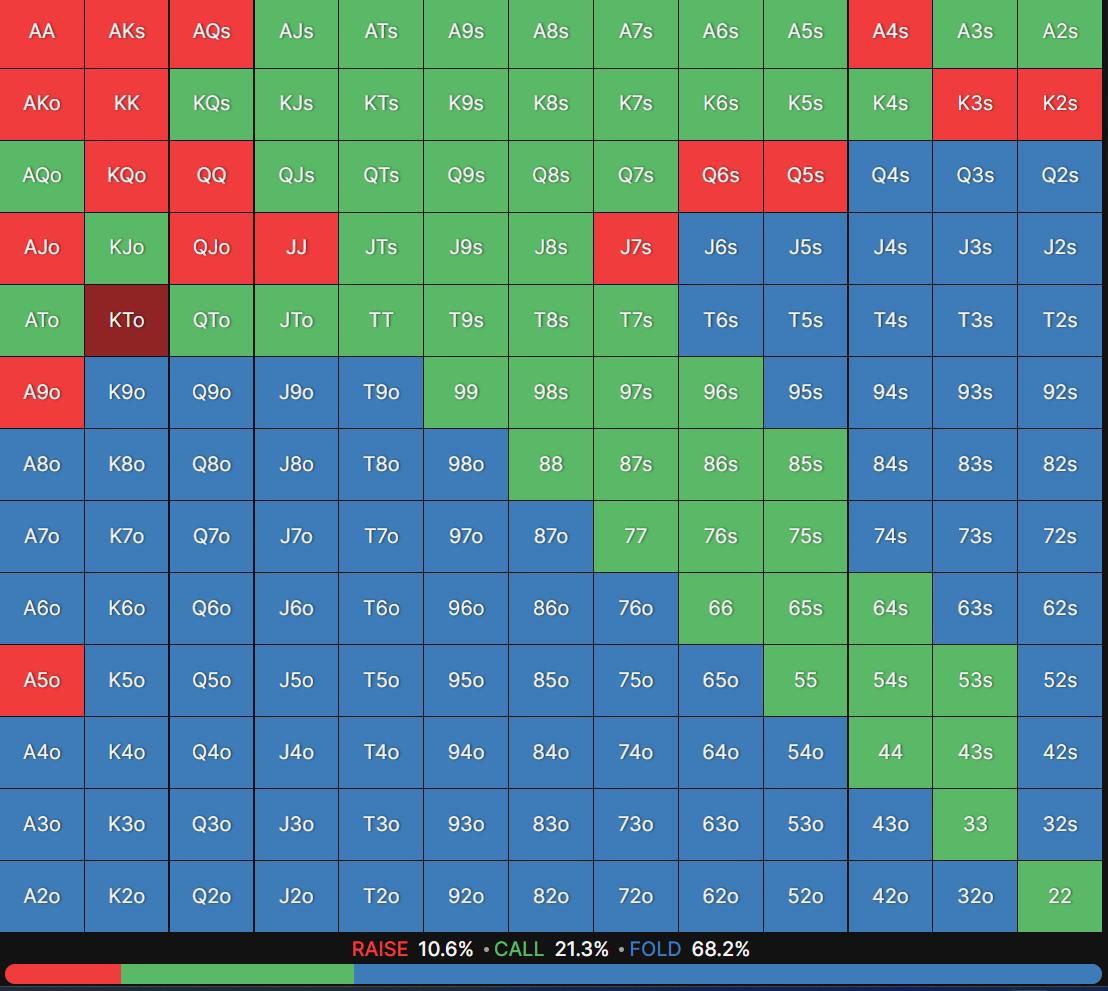 AA AKs AQs AJs ATs A9s A8s A7s A6s A5s A4s A3s A2s
AKo KK KQs KJs KTs K9s K8s K7s K6s K5s K4s K3s K2s
AQo KQo QQ QJs QTs Q9s Q8s Q7s Q6s Q5s Q4s Q3s Q2s
AJo KJo QJo JJ JTs J9s J8s J7s J6s J5s J4s J3s J2s
ATo KTo QTo JTo TT T9s T8s T7s T6s T5s T4s T3s T2s
A9o K9o Q9o J9o T9o 99 98s 97s 96s 95s 94s 93s 92s
A8o K8o Q8o J8o T8o 98o 88 87s 86s 85s 84s 83s 82s
A7o K7o Q7o J7o T7o 97o 87o 77 76s 75s 74s 73s 72s
A6o K6o Q6o J6o T6o 96o 86o 76o 66 65s 64s 63s 62s
A5o K5o Q5o J5o T5o 95o 85o 75o 65o 55 54s 53s 52s
A4o K4o Q4o J4o T4o 94o 84o 74o 64o 54o 44 43s 42s
A3o K3o Q3o J3o T3o 93o 83o 73o 63o 53o 43o 33 32s
A2o K2o Q2o J2o T2o 92o 82o 72o 62o 52o 42o 32o 22
RAISE 10.6% • CALL 21.3% • FOLD 68.2%